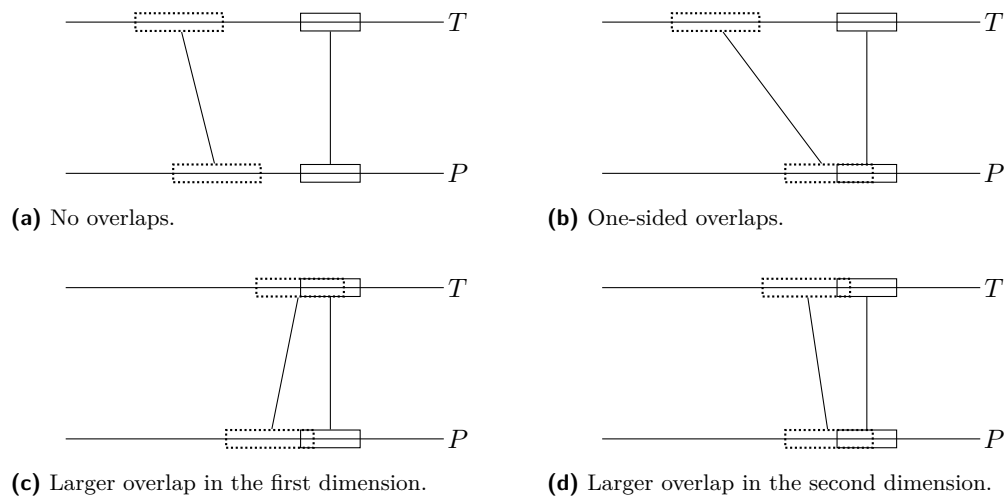 T
T
P
P
(a) No overlaps.
(b) One-sided overlaps.
T
T
P
P
(c) Larger overlap in the first dimension.
(d) Larger overlap in the second dimension.